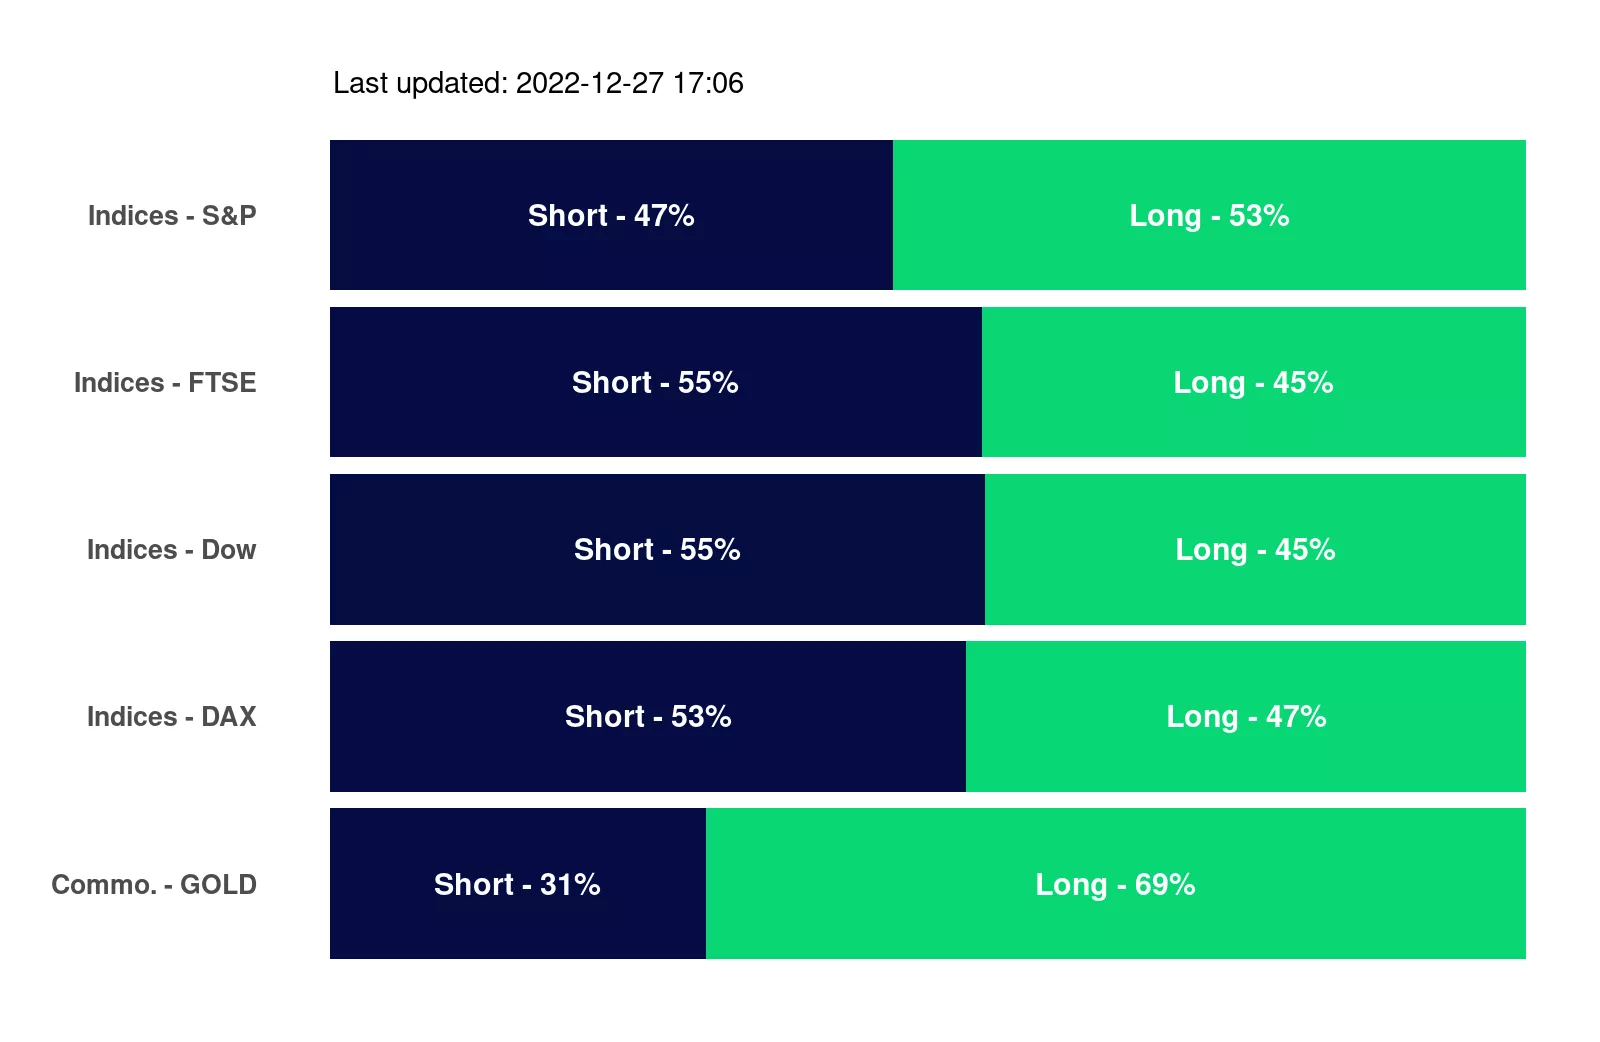 Last updated: 2022-12-27 17:06
Indices - S&P Short - 47% Long - 53%
Indices - FTSE Short - 55% Long - 45%
Indices - Dow Short - 55% Long - 45%
Indices - DAX Short - 53% Long - 47%
Commo. - GOLD Short - 31% Long - 69%